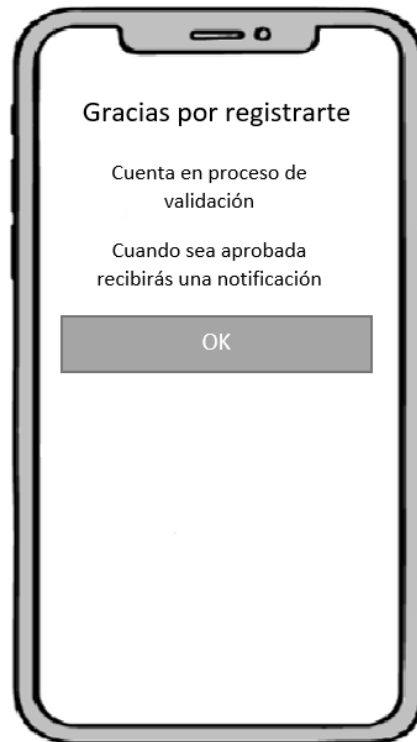 Gracias por registrarte
Cuenta en proceso de
validación
Cuando sea aprobada
recibirás una notificación
OK